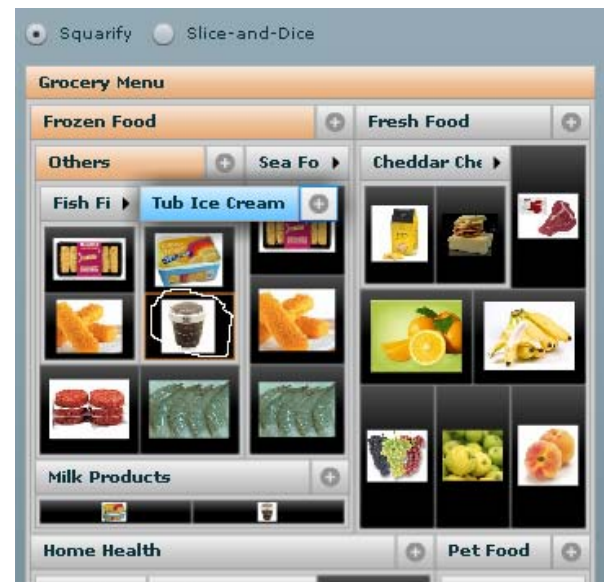 Squarify Slice-and-Dice
Grocery Menu
Frozen Food Fresh Food
Others Sea Fo Cheddar Che
Fish Fi Tub Ice Cream
Milk Products
Home Health Pet Food